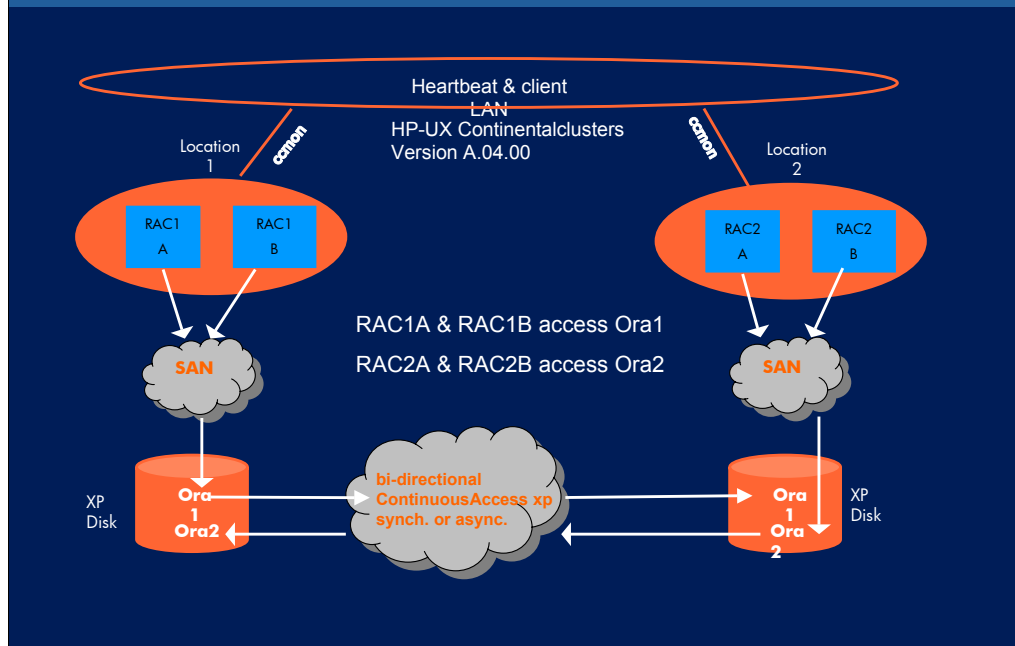 Heartbeat & client
LAN
HP-UX Continentalclusters
Version A.04.00
ccmon
ccmon
Location
1
Location
2
RAC1
A
RAC1
B
RAC2
A
RAC2
B
RAC1A & RAC1B access Ora1
RAC2A & RAC2B access Ora2
SAN
SAN
XP
Disk
Ora
1
Ora2
bi-directional
ContinuousAccess xp
synch. or async.
Ora
1
Ora
2
XP
Disk